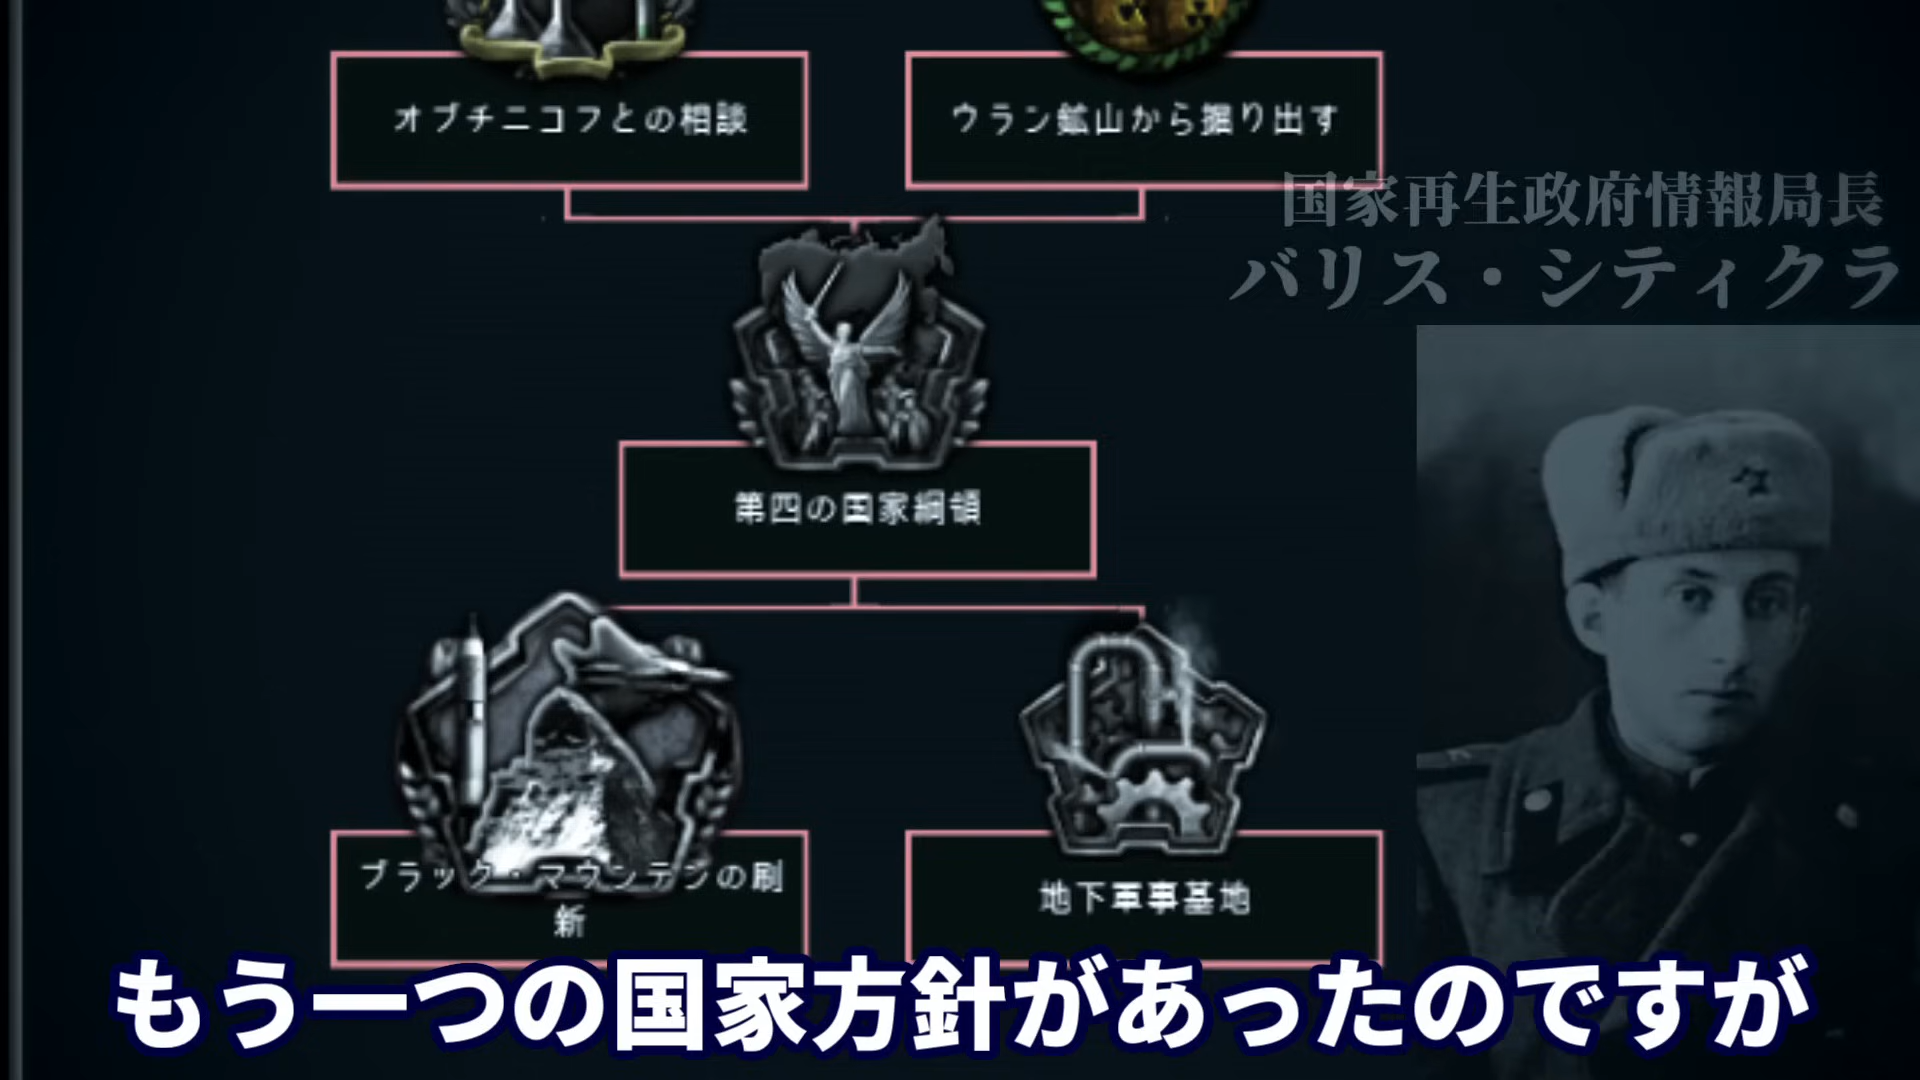 オブチニコフとの相談
ウラン鉱山から掘り出す
国家再生政府情報局長
バリス・シティクラ
第四の国家綱領
ブラック・マウンテンの刷
新
地下軍事基地
もう一つの国家方針があったのですが